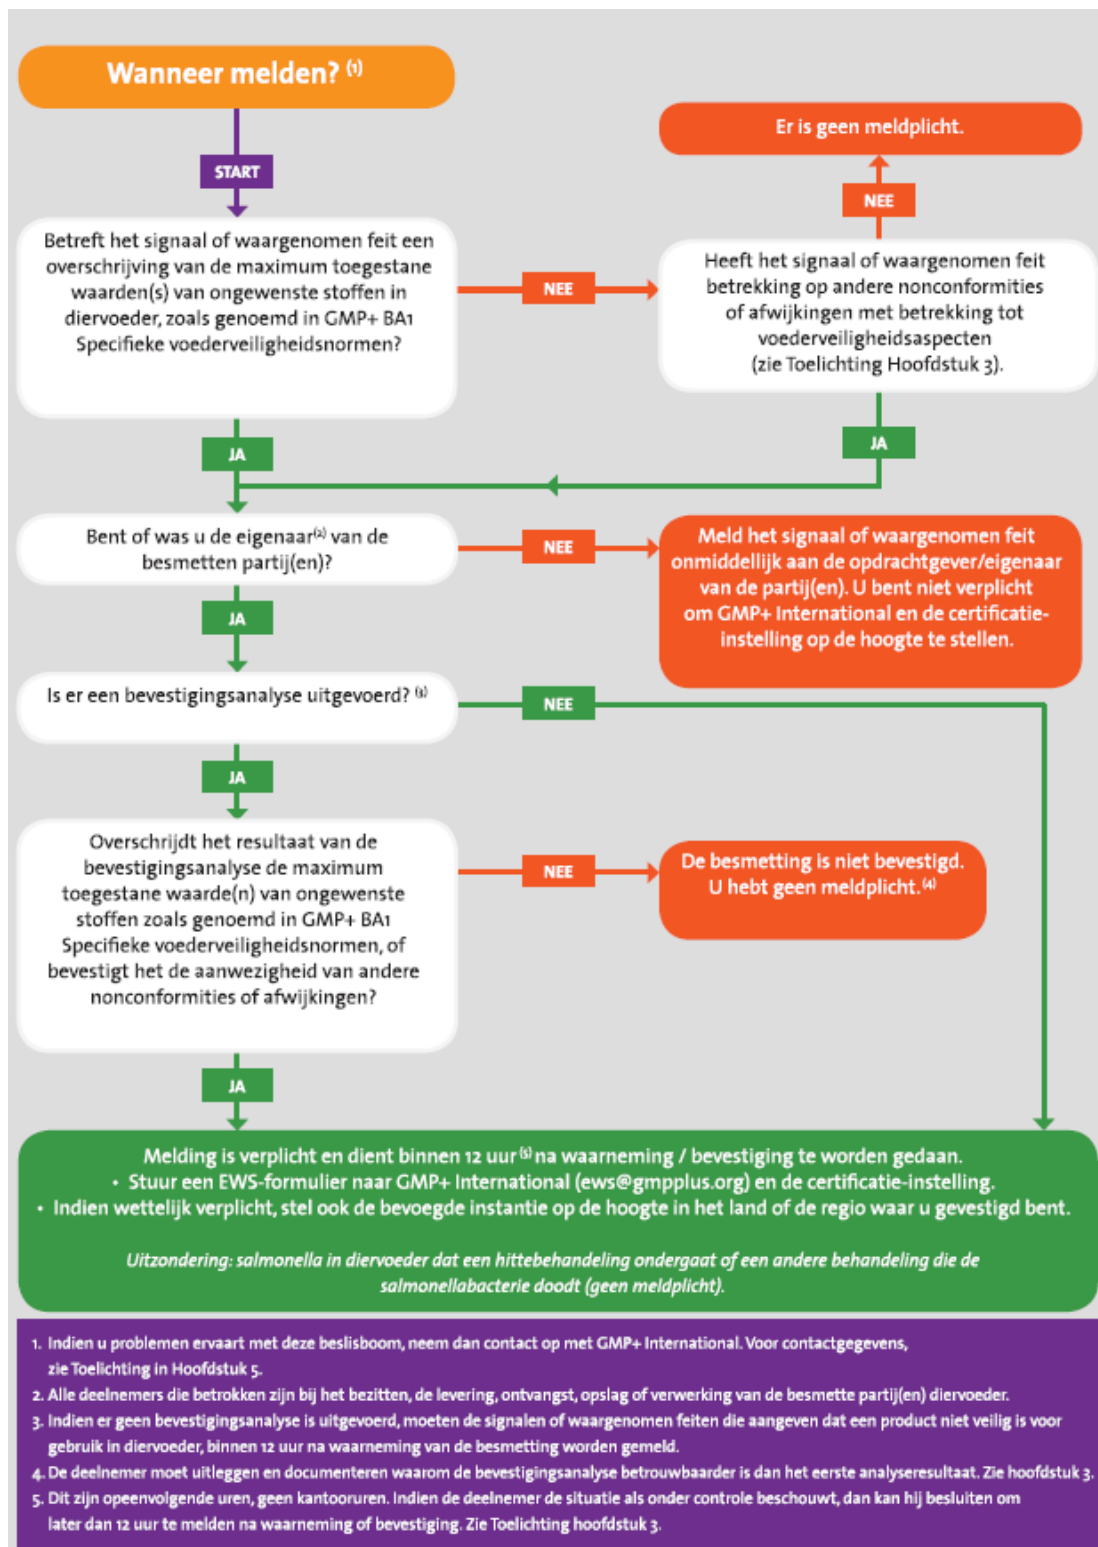 Wanneer melden? (1)
START
Er is geen meldplicht.
NEE
Betreft het signaal of waargenomen feit een
overschrijving van de maximum toegestane
waarden(s) van ongewenste stoffen in
diervoeder, zoals genoemd in GMP+ BA1
Specifieke voederveiligheidsnormen?
NEE
Heeft het signaal of waargenomen feit
betrekking op andere nonconformities
of afwijkingen met betrekking tot
voederveiligheidsaspecten
(zie Toelichting Hoofdstuk 3).
JA
JA
Bent of was u de eigenaar(2) van de
besmetten partij(en)?
NEE
Meld het signaal of waargenomen feit
onmiddellijk aan de opdrachtgever/eigenaar
van de partij(en). U bent niet verplicht
om GMP+ International en de certificatie-
instelling op de hoogte te stellen.
JA
Is er een bevestigingsanalyse uitgevoerd? (3)
NEE
JA
Overschrijdt het resultaat van de
bevestigingsanalyse de maximum
toegestane waarde(n) van ongewenste
stoffen zoals genoemd in GMP+ BA1
Specifieke voederveiligheidsnormen, of
bevestigt het de aanwezigheid van andere
nonconformities of afwijkingen?
NEE
De besmetting is niet bevestigd.
U hebt geen meldplicht.(4)
JA
Melding is verplicht en dient binnen 12 uur(5) na waarneming / bevestiging te worden gedaan.
• Stuur een EWS-formulier naar GMP+ International (ews@gmpplus.org) en de certificatie-instelling.
• Indien wettelijk verplicht, stel ook de bevoegde instantie op de hoogte in het land of de regio waar u gevestigd bent.
Uitzondering: salmonella in diervoeder dat een hittebehandeling ondergaat of een andere behandeling die de
salmonellabacterie doodt (geen meldplicht).
1. Indien u problemen ervaart met deze beslisboom, neem dan contact op met GMP+ International. Voor contactgegevens,
zie Toelichting in Hoofdstuk 5.
2. Alle deelnemers die betrokken zijn bij het bezitten, de levering, ontvangst, opslag of verwerking van de besmette partij(en) diervoeder.
3. Indien er geen bevestigingsanalyse is uitgevoerd, moeten de signalen of waargenomen feiten die aangeven dat een product niet veilig is voor
gebruik in diervoeder, binnen 12 uur na waarneming van de besmetting worden gemeld.
4. De deelnemer moet uitleggen en documenteren waarom de bevestigingsanalyse betrouwbaarder is dan het eerste analyseresultaat. Zie hoofdstuk 3.
5. Dit zijn opeenvolgende uren, geen kantooruren. Indien de deelnemer de situatie als onder controle beschouwt, dan kan hij besluiten om
later dan 12 uur te melden na waarneming of bevestiging. Zie Toelichting hoofdstuk 3.